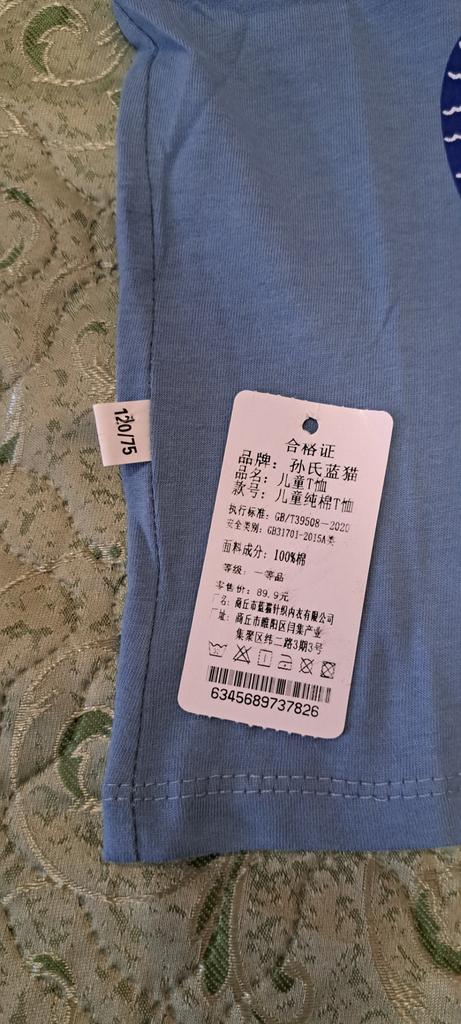 120/75
合格证
品牌：孙氏蓝猫
品名：儿童T恤
款号：儿童纯棉T恤
执行标准：GB/T39508-2020
安全类别：GB31701-2015A类
面料成分：100%棉
等级：一等品
零售价：89.9元
厂名：商丘市蓝猫针织内衣有限公司
厂址：商丘市睢阳区闫集产业
集聚区纬二路3期3号
6345689737826